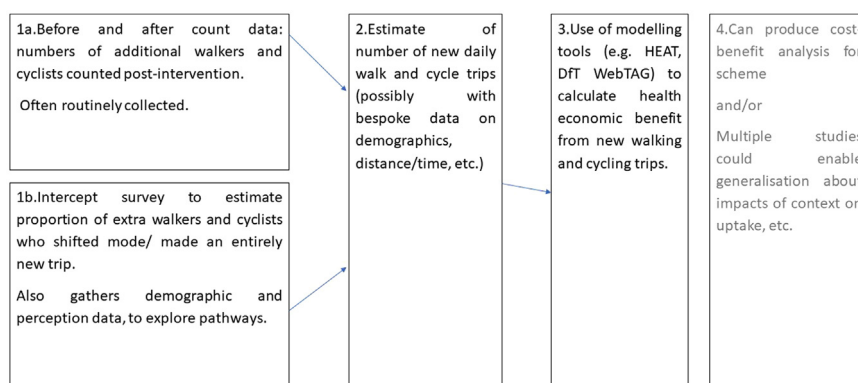 1a.Before and after count data:
numbers of additional walkers and
cyclists counted post-intervention.
Often routinely collected.
1b.Intercept survey to estimate
proportion of extra walkers and cyclists
who shifted mode/ made an entirely
new trip.
Also gathers demographic and
perception data, to explore pathways.
2.Estimate of
number of new daily
walk and cycle trips
(possibly with
bespoke data on
demographics,
distance/time, etc.)
3.Use of modelling
tools (e.g. HEAT,
DfT WebTAG) to
calculate health
economic benefit
from new walking
and cycling trips.
4.Can produce cost-
benefit analysis for
scheme
and/or
Multiple studies
could enable
generalisation about
impacts of context on
uptake, etc.